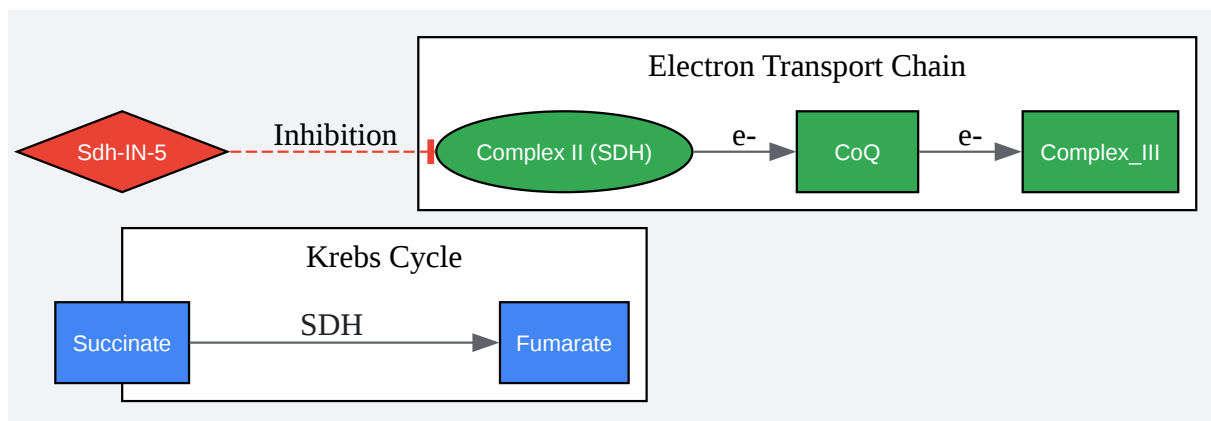 Electron Transport Chain
Sdh-IN-5
Inhibition
Complex II (SDH)
e-
CoQ
e-
Complex_III
Krebs Cycle
Succinate
SDH
Fumarate